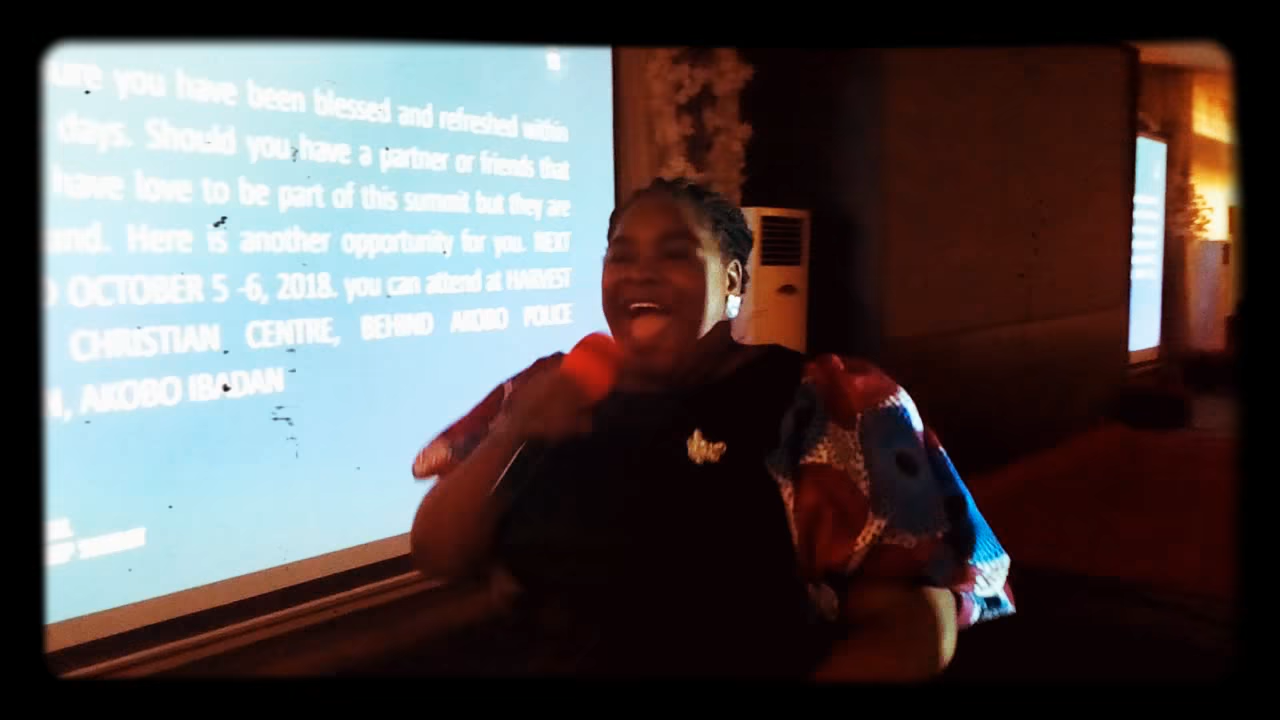 ure you have been blessed and refreshed within
days. Should you have a partner or friends that
have love to be part of this summit but they are
and. Here is another opportunity for you. NEXT
OCTOBER 5 -6, 2018. you can attend at HARVEST
CHRISTIAN CENTRE, BEHIND AKOBO POLICE
, AKOBO IBADAN